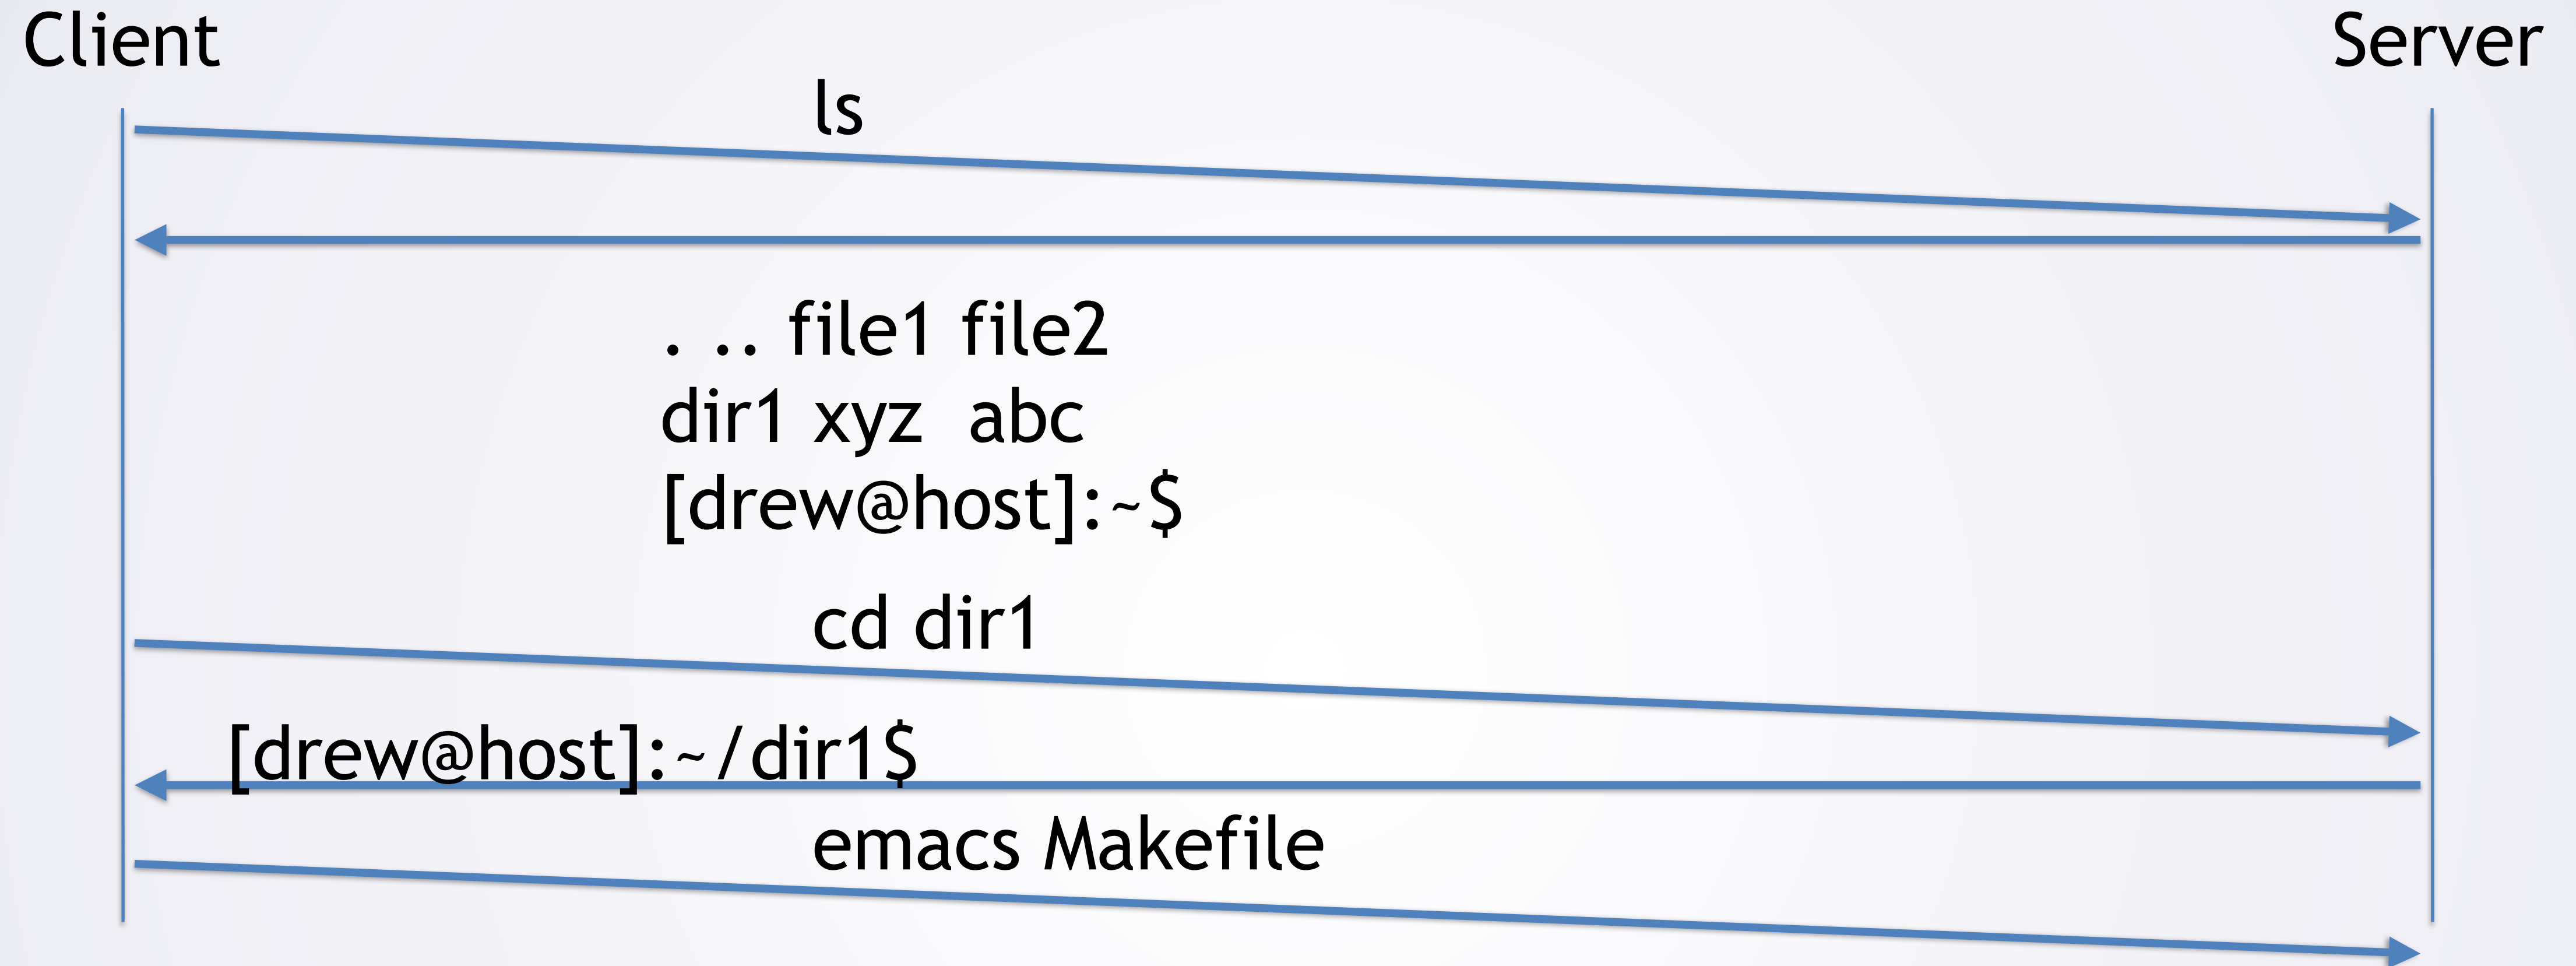 Client
Server
ls
. .. file1 file2
dir1 xyz  abc
[drew@host]:~$
cd dir1
[drew@host]:~/dir1$
emacs Makefile